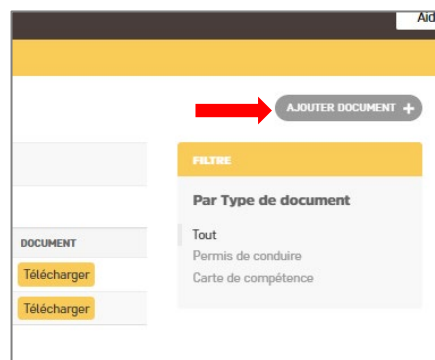 Aid
AJOUTER DOCUMENT +
FILTRE
Par Type de document
Tout
Permis de conduire
Carte de compétence
DOCUMENT
Télécharger
Télécharger